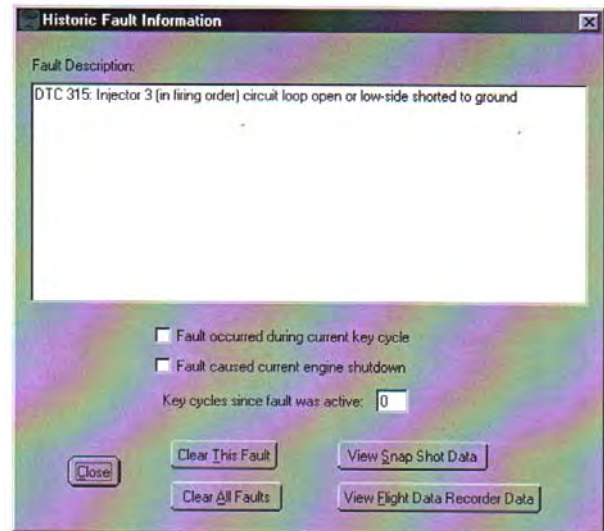 Historic Fault Information
Fault Description:
DTC 315: Injector 3 (in firing order) circuit loop open or low-side shorted to ground
Fault occurred during current key cycle
Fault caused current engine shutdown
Key cycles since fault was active: 0
Close
Clear This Fault
View Snap Shot Data
Clear All Faults
View Flight Data Recorder Data